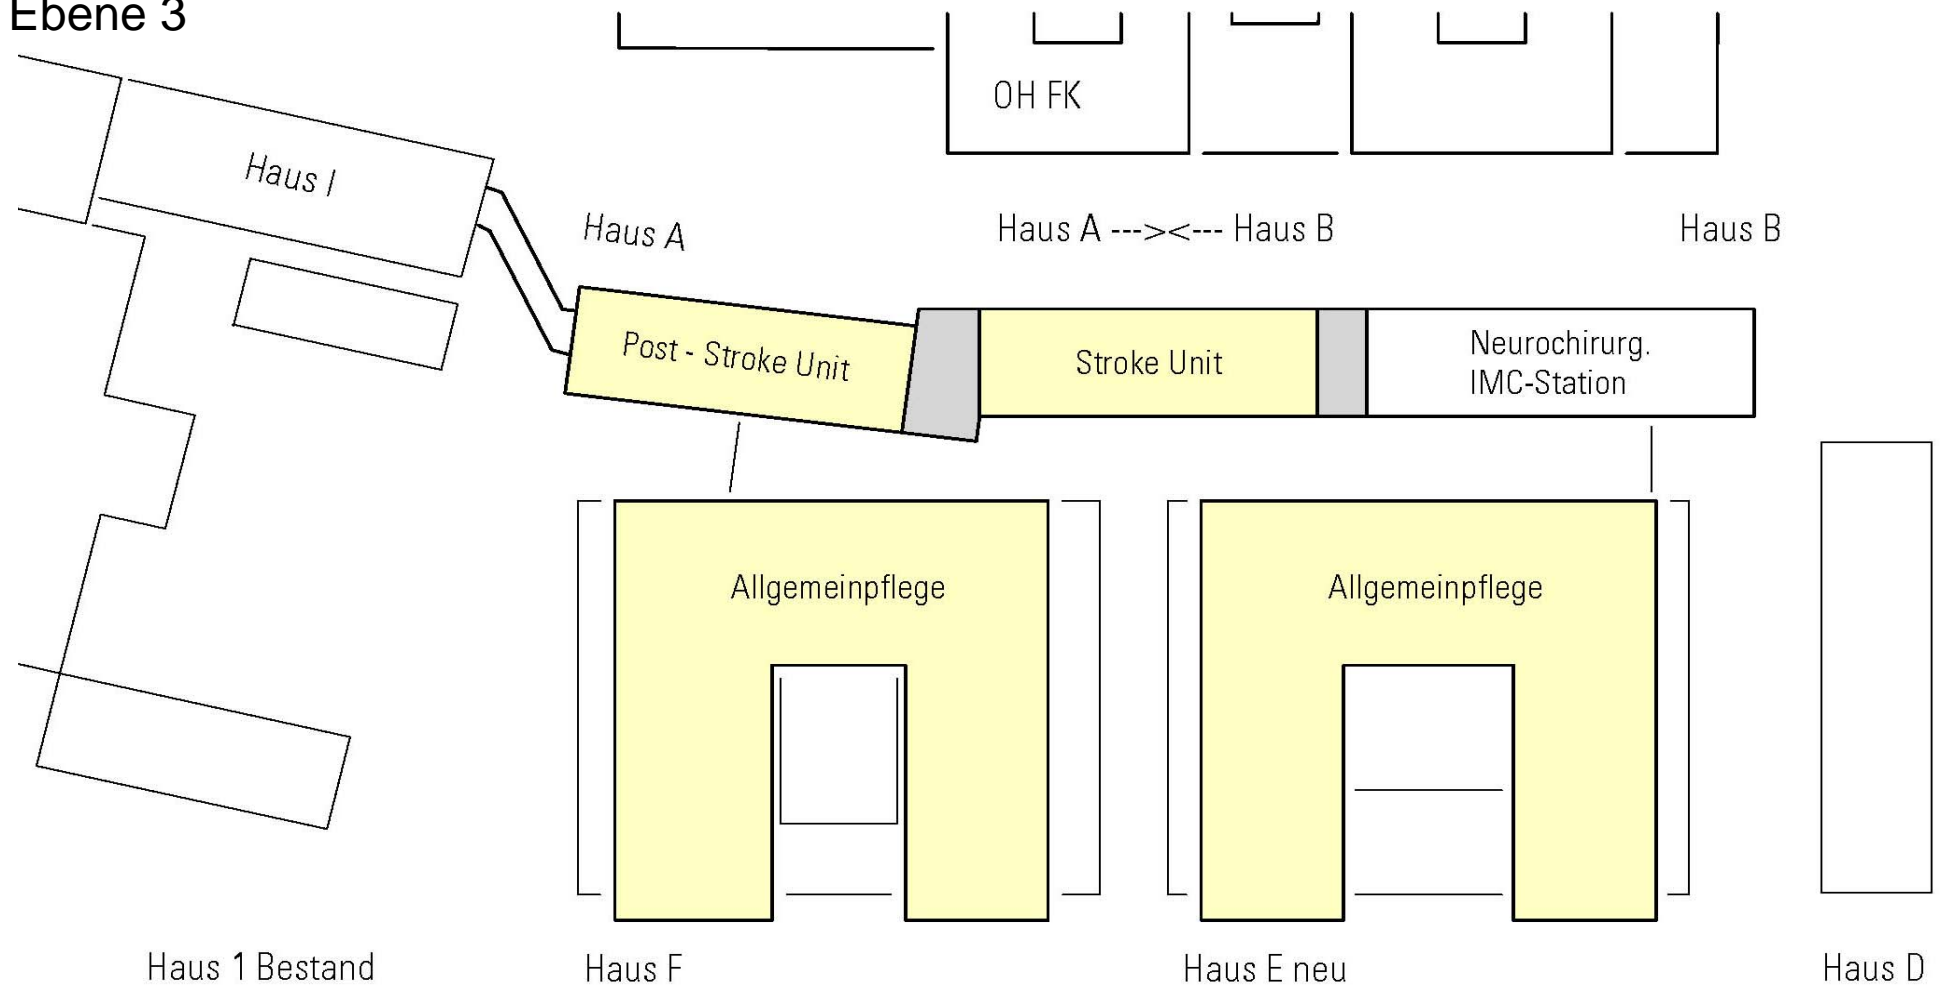 Ebene 3
OH FK
Haus I
Haus A
Haus A ---><--- Haus B
Haus B
Post - Stroke Unit
Stroke Unit
Neurochirurg.
IMC-Station
Allgemeinpflege
Allgemeinpflege
Haus 1 Bestand
Haus F
Haus E neu
Haus D